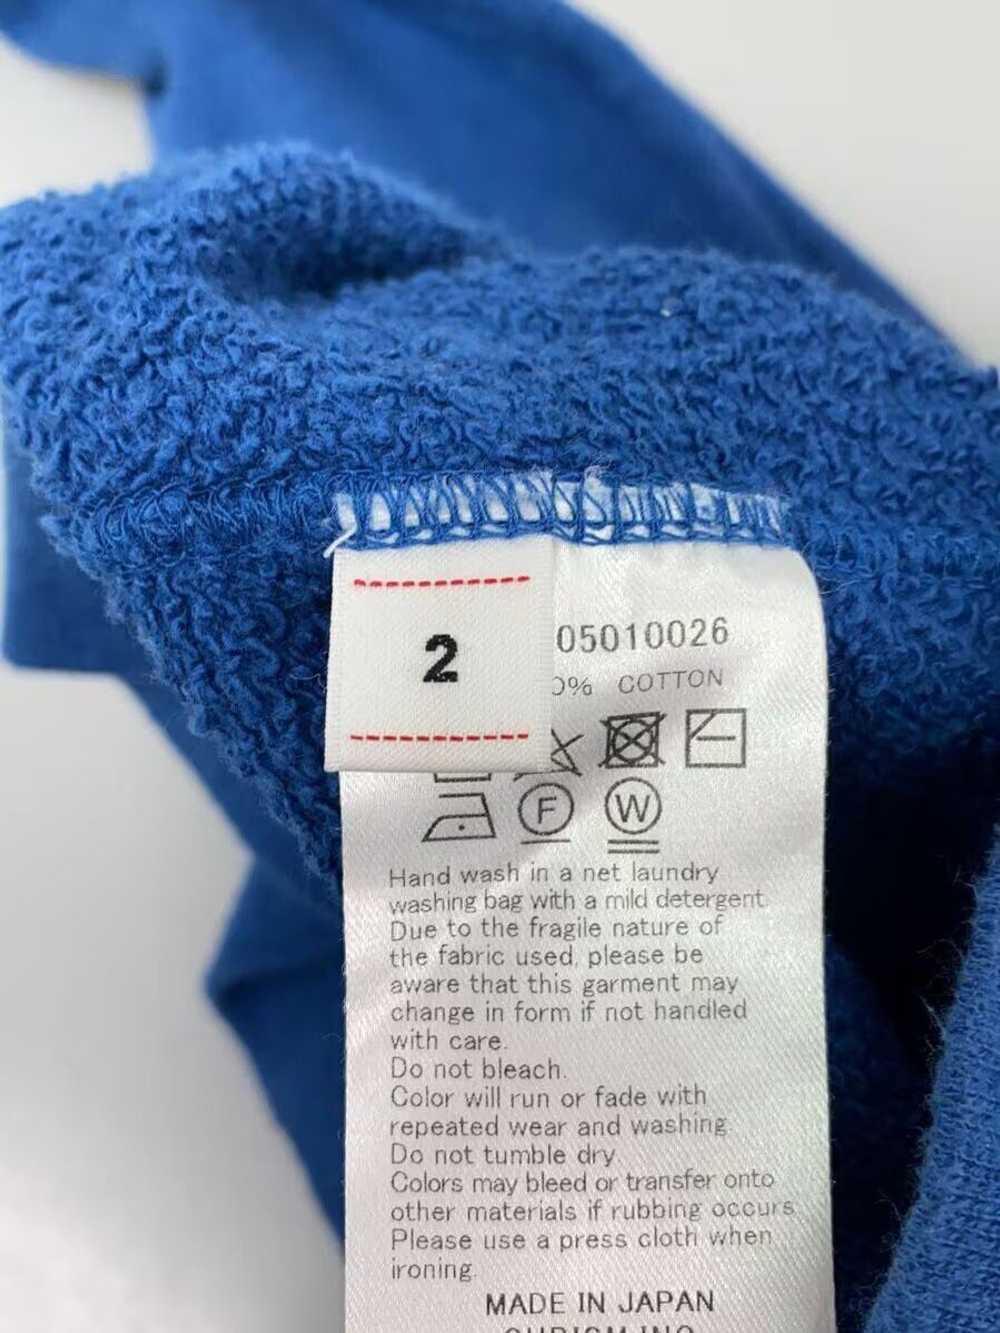 2
05010026
0% COTTON
F
W
Hand wash in a net laundry
washing bag with a mild detergent.
Due to the fragile nature of
the fabric used, please be
aware that this garment may
change in form if not handled
with care.
Do not bleach.
Color will run or fade with
repeated wear and washing.
Do not tumble dry.
Colors may bleed or transfer onto
other materials if rubbing occurs.
Please use a press cloth when
ironing.
MADE IN JAPAN